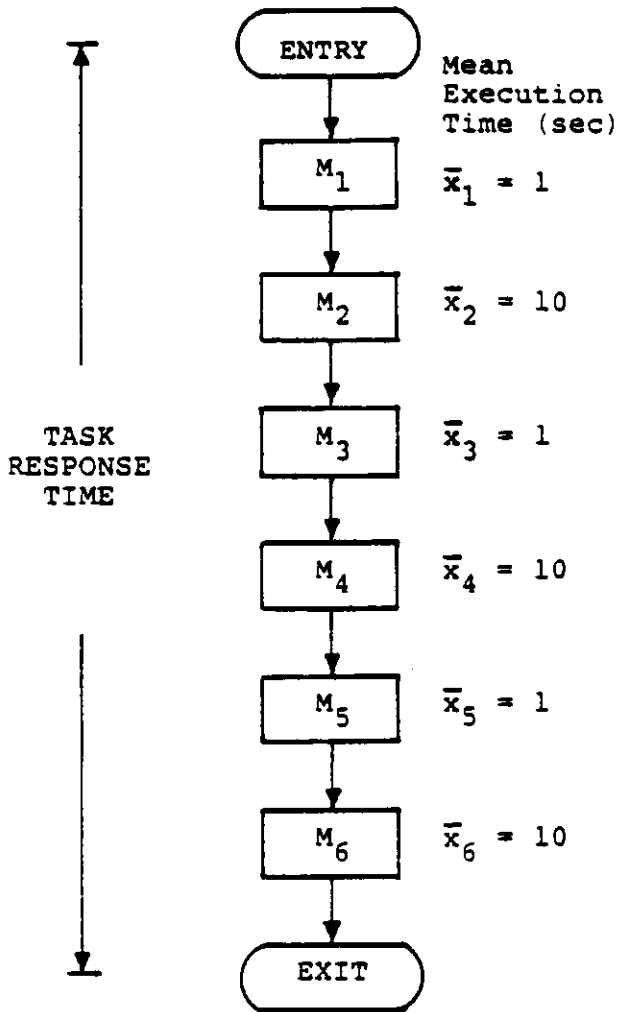 ENTRY
Mean
Execution
Time (sec)
M₁
x̄₁ = 1
M₂
x̄₂ = 10
M₃
x̄₃ = 1
TASK
RESPONSE
TIME
M₄
x̄₄ = 10
M₅
x̄₅ = 1
M₆
x̄₆ = 10
EXIT